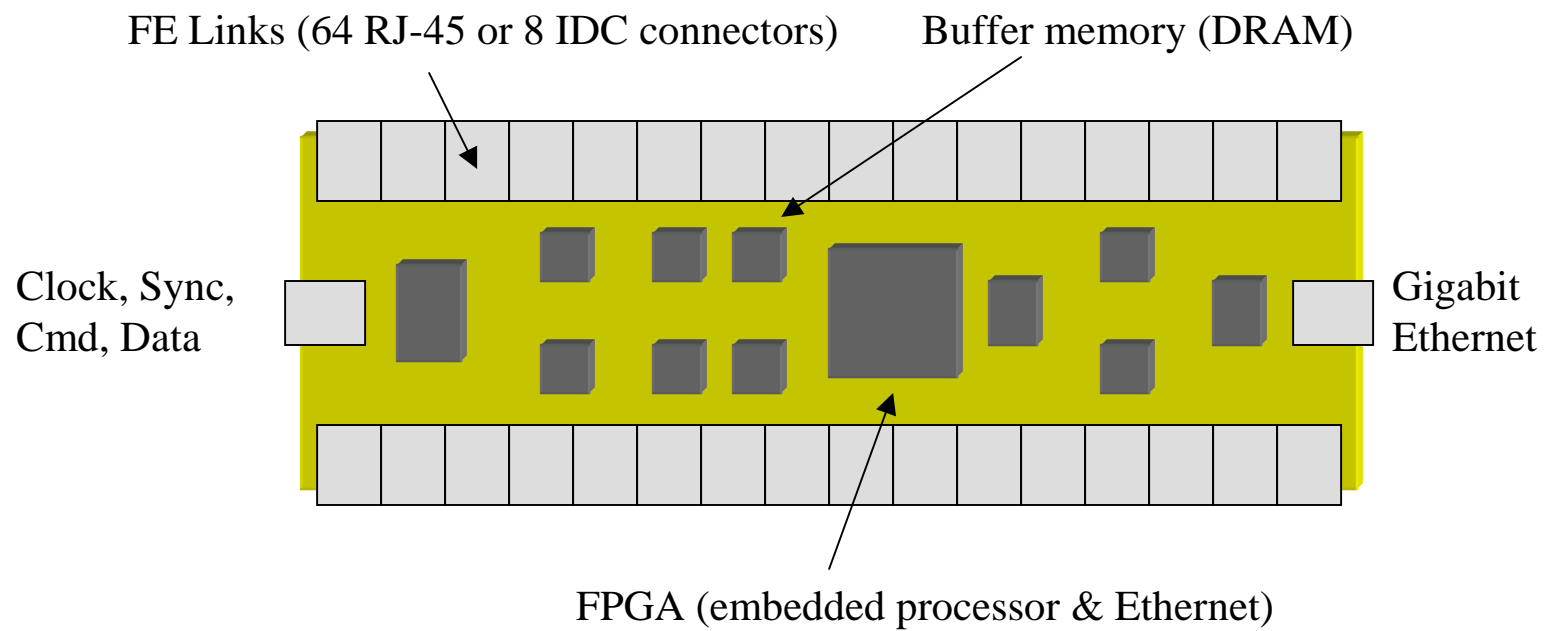 FE Links (64 RJ-45 or 8 IDC connectors)
Buffer memory (DRAM)
Clock, Sync,
Cmd, Data
Gigabit
Ethernet
FPGA (embedded processor & Ethernet)